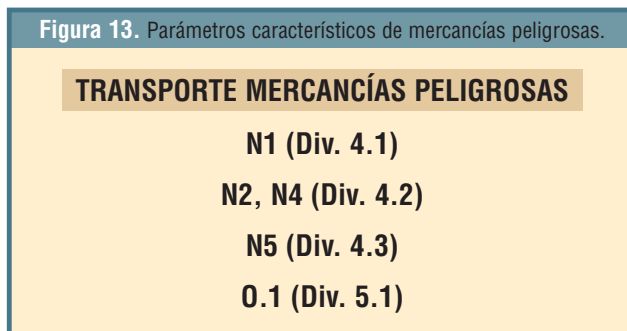 Figura 13. Parámetros característicos de mercancías peligrosas.
TRANSPORTE MERCANCÍAS PELIGROSAS
N1 (Div. 4.1)
N2, N4 (Div. 4.2)
N5 (Div. 4.3)
O.1 (Div. 5.1)